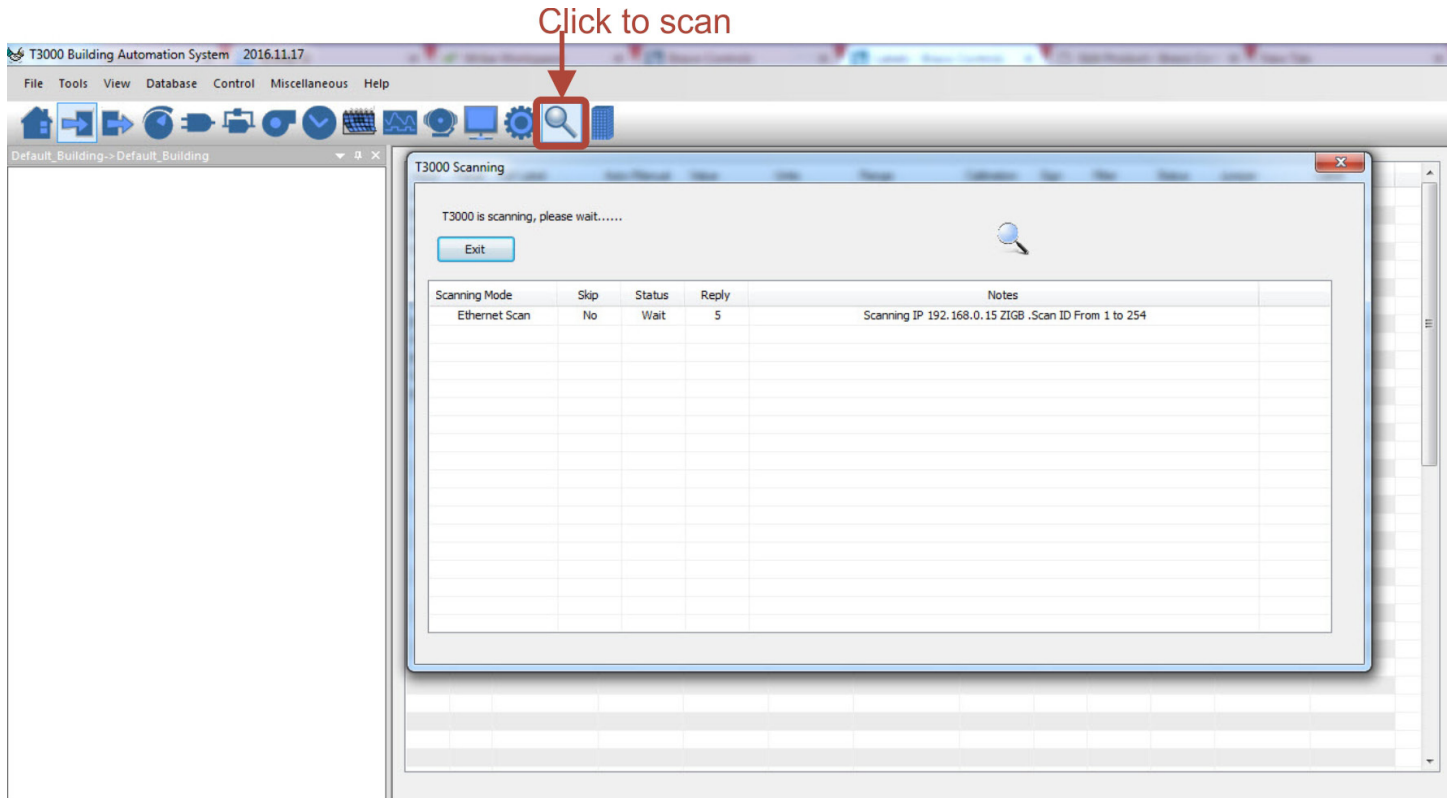 Click to scan
T3000 Building Automation System 2016.11.17
File Tools View Database Control Miscellaneous Help
Default_Building->Default_Building
T3000 Scanning
T3000 is scanning, please wait......
Exit
Scanning Mode Skip Status Reply Notes
Ethernet Scan No Wait 5 Scanning IP 192.168.0.15 ZIGB .Scan ID From 1 to 254